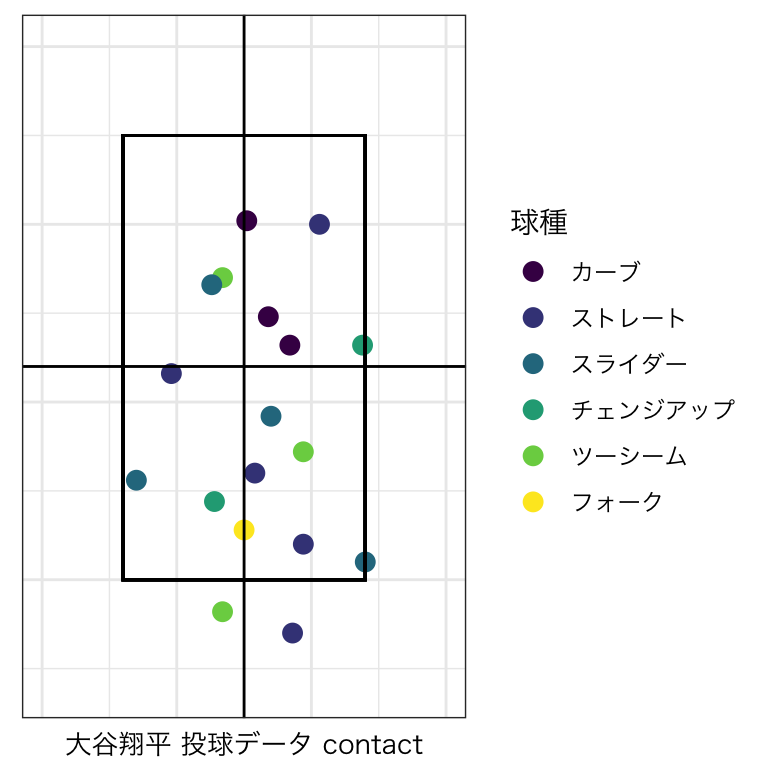 球種
カーブ
ストレート
スライダー
チェンジアップ
ツーシーム
フォーク
大谷翔平 投球データ contact